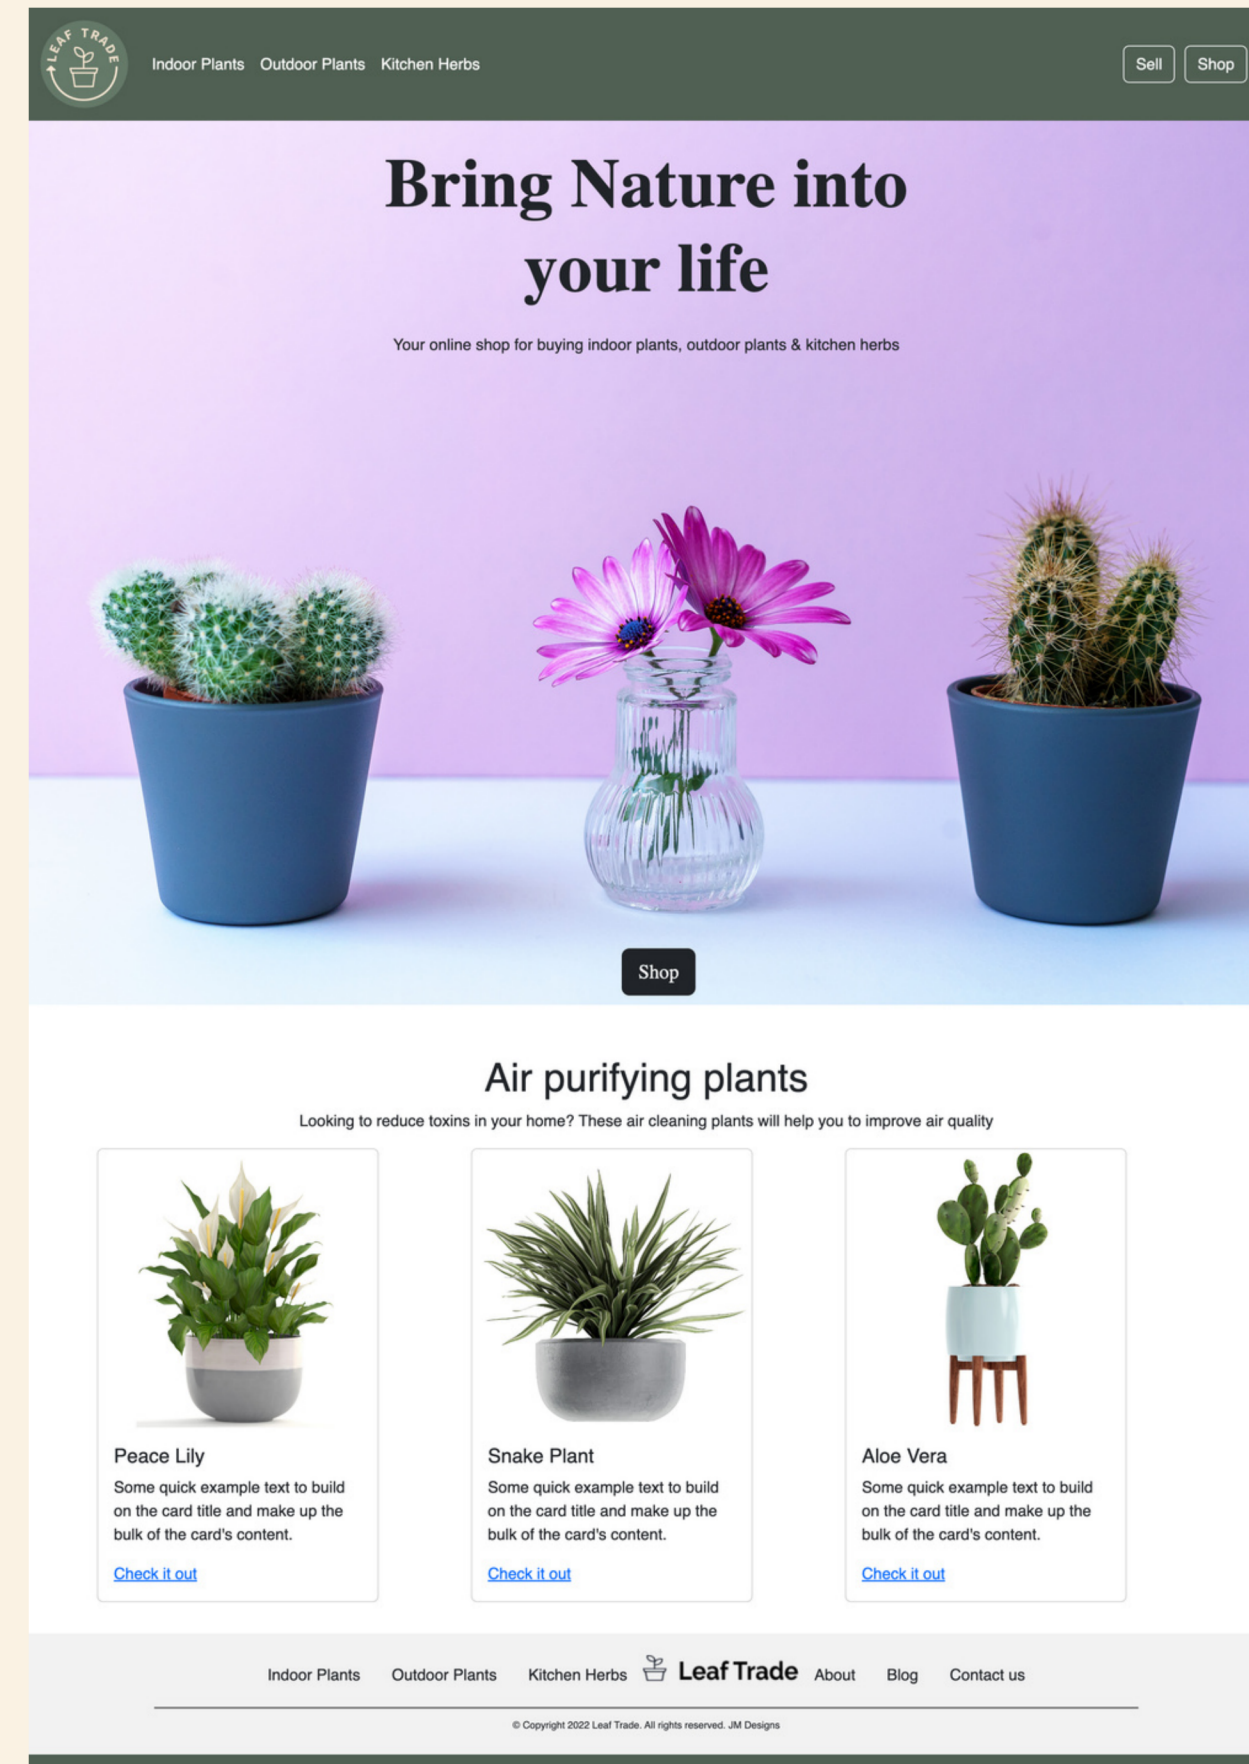 LEAF TRADE
Indoor Plants Outdoor Plants Kitchen Herbs
Sell Shop
Bring Nature into
your life
Your online shop for buying indoor plants, outdoor plants & kitchen herbs
Shop
Air purifying plants
Looking to reduce toxins in your home? These air cleaning plants will help you to improve air quality
Peace Lily
Some quick example text to build
on the card title and make up the
bulk of the card's content.
Check it out
Snake Plant
Some quick example text to build
on the card title and make up the
bulk of the card's content.
Check it out
Aloe Vera
Some quick example text to build
on the card title and make up the
bulk of the card's content.
Check it out
Indoor Plants Outdoor Plants Kitchen Herbs Leaf Trade About Blog Contact us
© Copyright 2022 Leaf Trade. All rights reserved. JM Designs